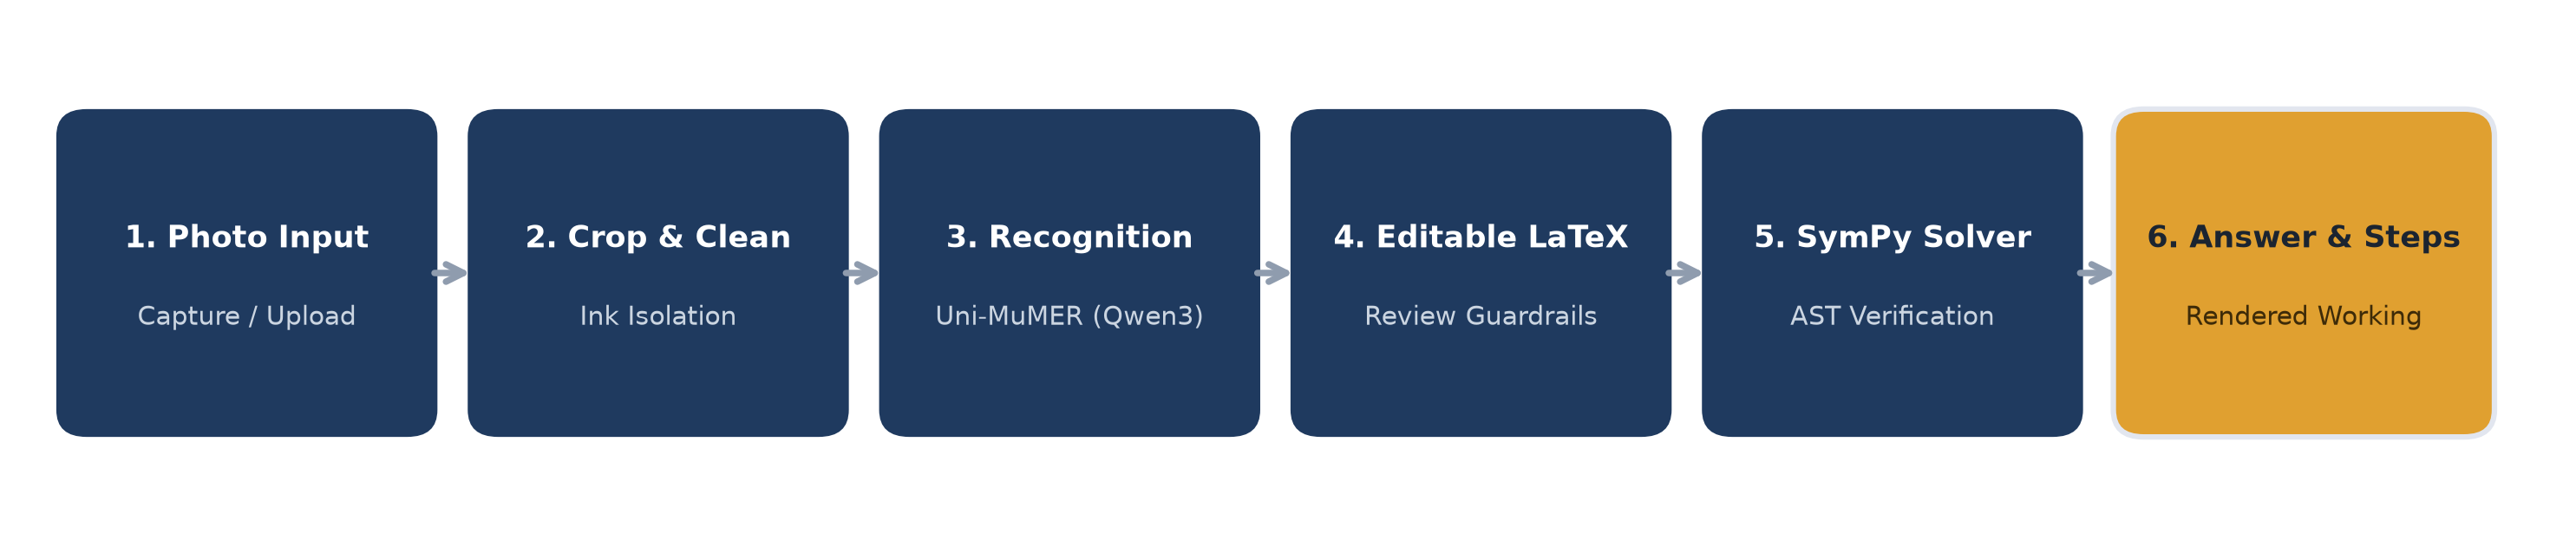 1. Photo Input
Capture / Upload
2. Crop & Clean
Ink Isolation
3. Recognition
Uni-MuMER (Qwen3)
4. Editable LaTeX
Review Guardrails
5. SymPy Solver
AST Verification
6. Answer & Steps
Rendered Working